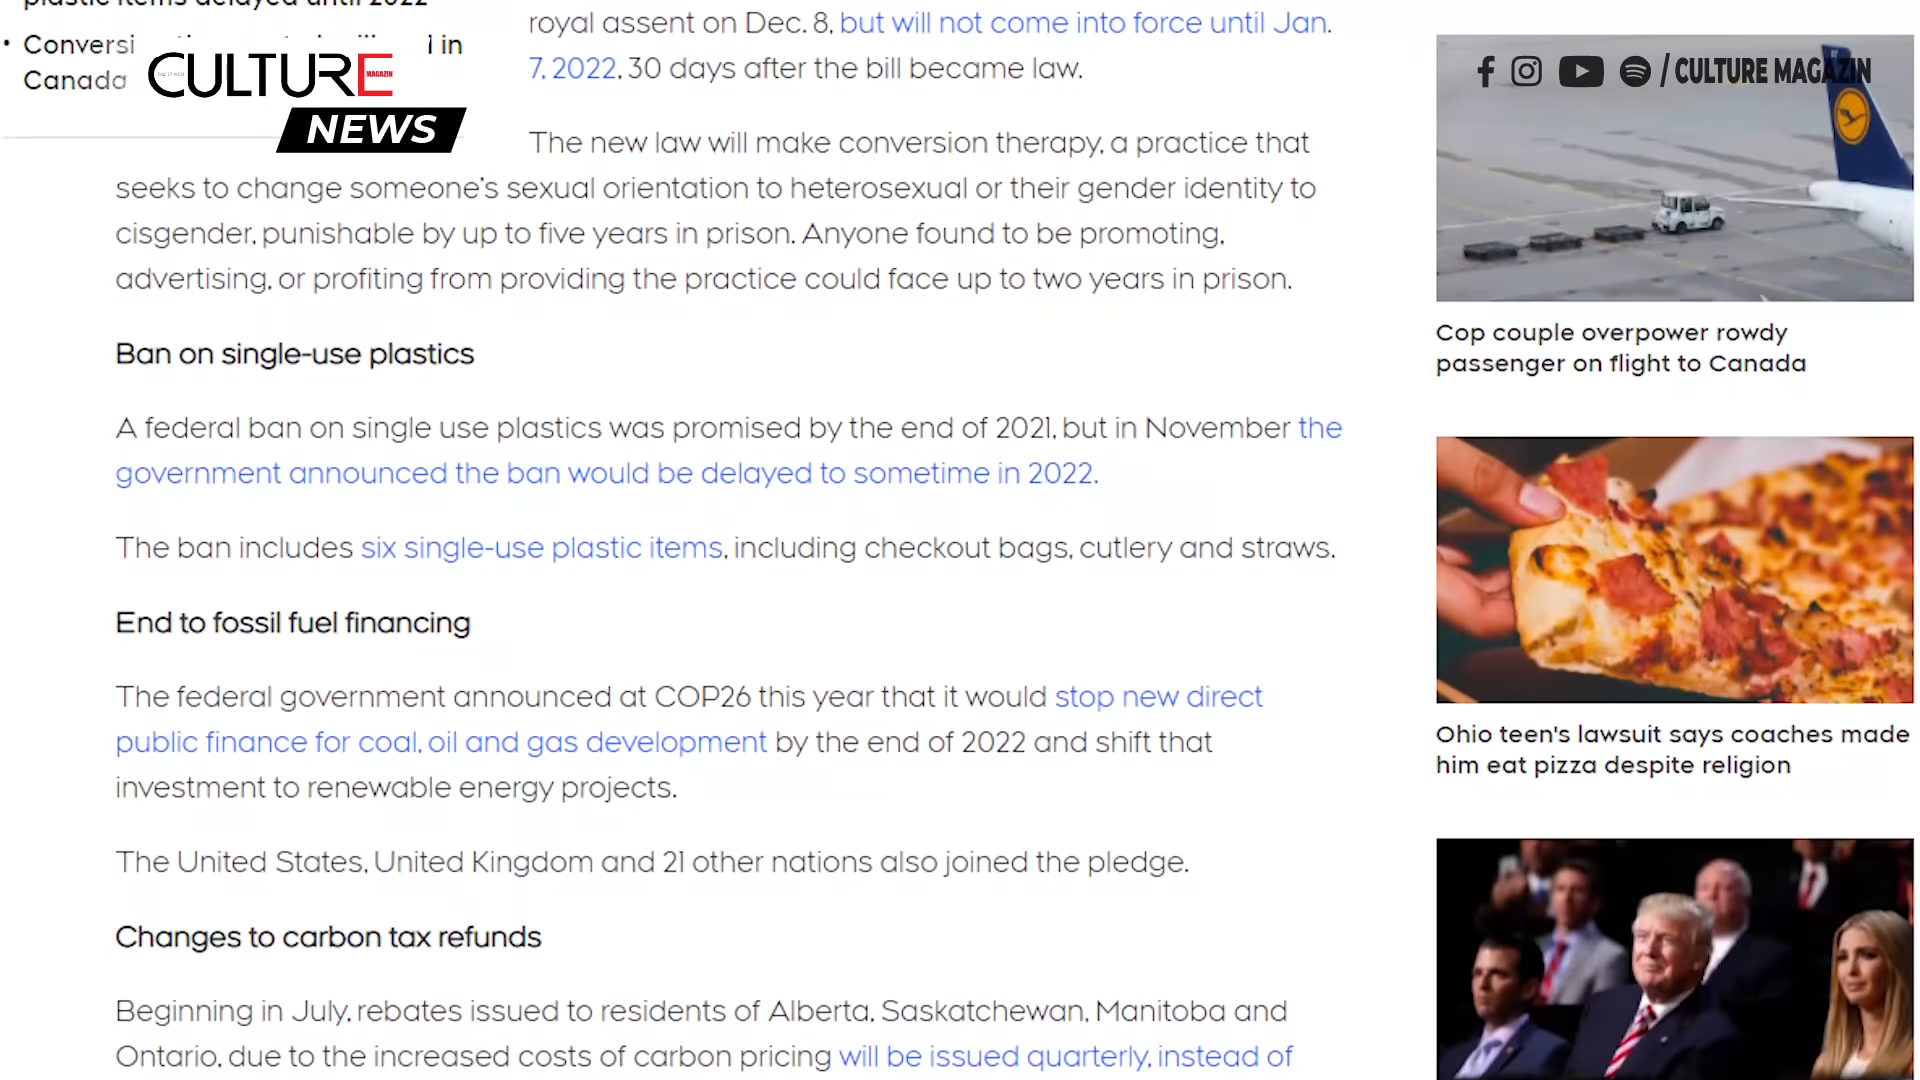 plastic items delayed until 2022
• Conversi
in
Canada
CULTURE
MAGAZIN
NEWS
royal assent on Dec. 8, but will not come into force until Jan.
7, 2022, 30 days after the bill became law.
The new law will make conversion therapy, a practice that
seeks to change someone's sexual orientation to heterosexual or their gender identity to
cisgender, punishable by up to five years in prison. Anyone found to be promoting,
advertising, or profiting from providing the practice could face up to two years in prison.
Ban on single-use plastics
A federal ban on single use plastics was promised by the end of 2021, but in November the
government announced the ban would be delayed to sometime in 2022.
The ban includes six single-use plastic items, including checkout bags, cutlery and straws.
End to fossil fuel financing
The federal government announced at COP26 this year that it would stop new direct
public finance for coal, oil and gas development by the end of 2022 and shift that
investment to renewable energy projects.
The United States, United Kingdom and 21 other nations also joined the pledge.
Changes to carbon tax refunds
Beginning in July, rebates issued to residents of Alberta, Saskatchewan, Manitoba and
Ontario, due to the increased costs of carbon pricing will be issued quarterly, instead of
/ CULTURE MAGAZIN
Cop couple overpower rowdy
passenger on flight to Canada
Ohio teen's lawsuit says coaches made
him eat pizza despite religion